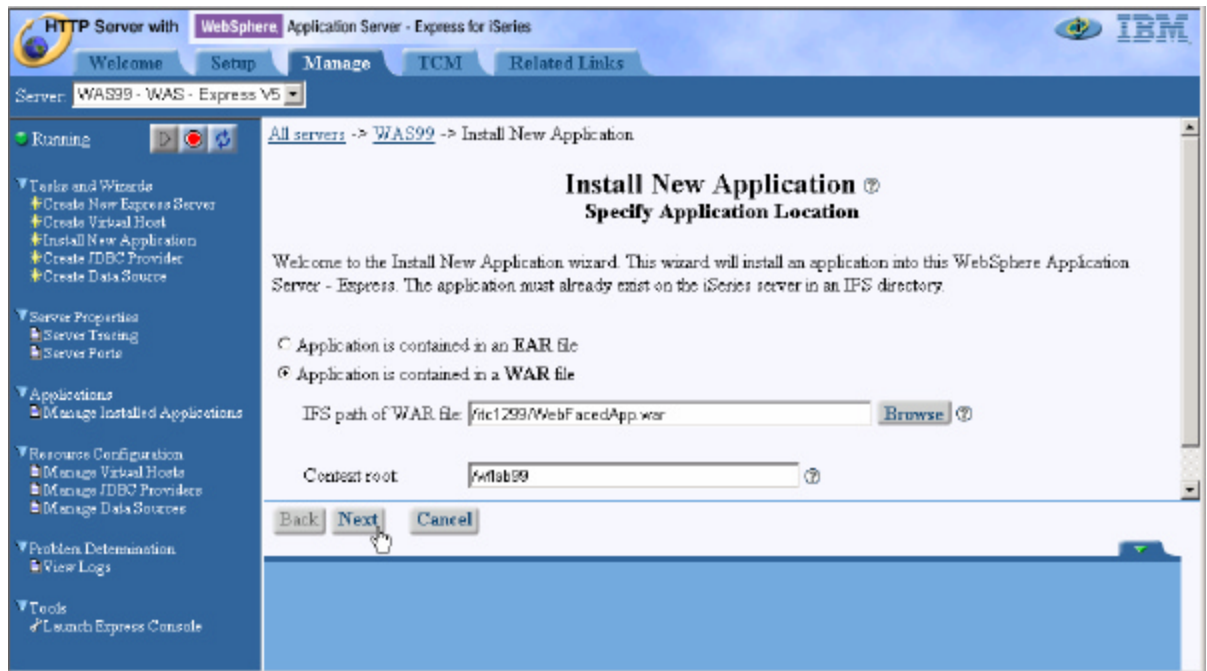 HTTP Server with WebSphere Application Server - Express for iSeries
IBM
Welcome Setup Manage TCM Related Links
Server: WAS99 - WAS - Express V5
Running
Tasks and Wizards
Create New Express Server
Create Virtual Host
Install New Application
Create JDBC Provider
Create Data Source
Server Properties
Server Tracing
Server Ports
Applications
Manage Installed Applications
Resource Configuration
Manage Virtual Hosts
Manage JDBC Providers
Manage Data Sources
Problem Determination
View Logs
Tools
Launch Express Console
All servers -> WAS99 -> Install New Application
Install New Application
Specify Application Location
Welcome to the Install New Application wizard. This wizard will install an application into this WebSphere Application
Server - Express. The application must already exist on the iSeries server in an IFS directory.
Application is contained in an EAR file
Application is contained in a WAR file
IFS path of WAR file: WebFacedApp.war Browse
Context root: /wflab99
Back Next Cancel